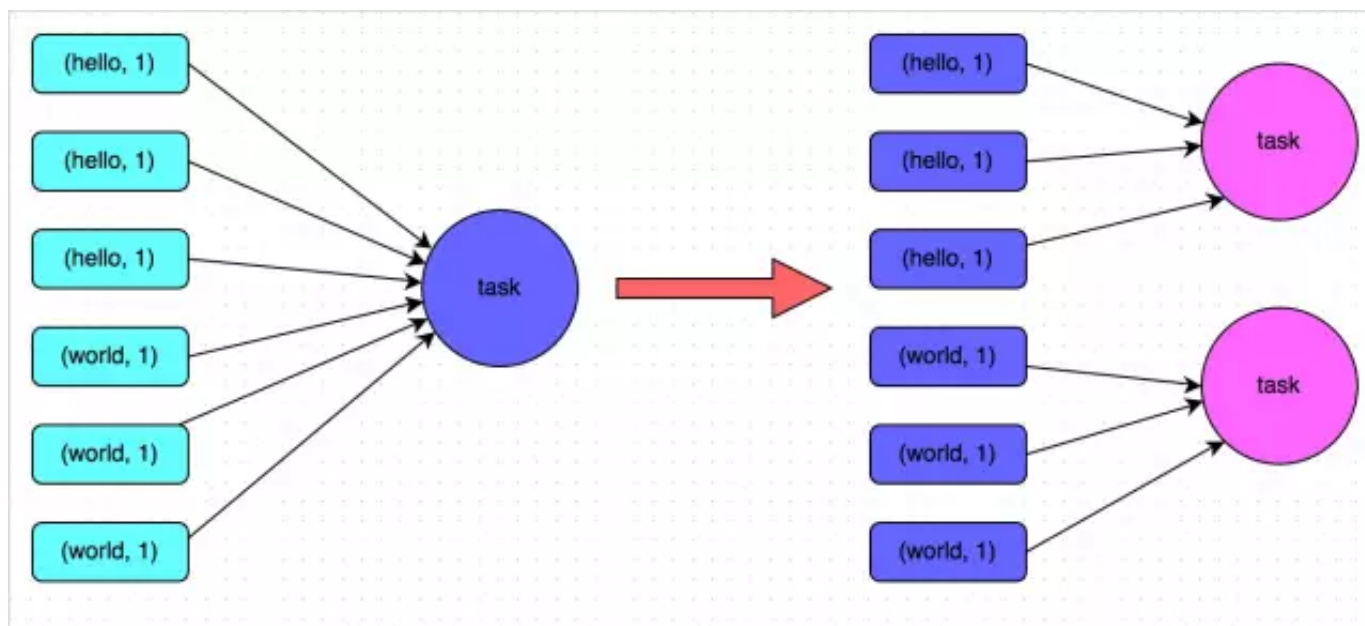 (hello, 1)
(hello, 1)
(hello, 1)
(world, 1)
(world, 1)
(world, 1)
task
(hello, 1)
(hello, 1)
(hello, 1)
(world, 1)
(world, 1)
(world, 1)
task
task